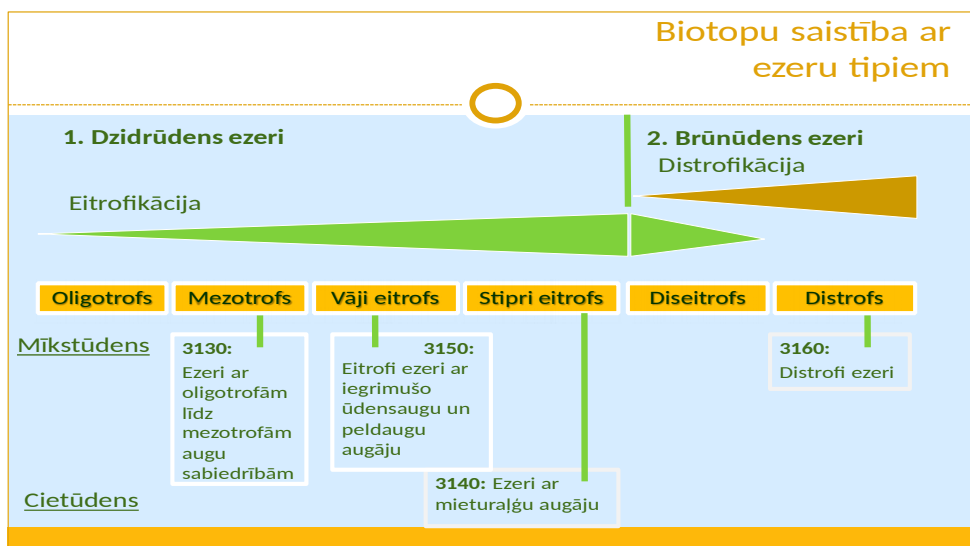 Biotopu saistība ar
ezeru tipiem
1. Dzidrūdens ezeri
2. Brūnūdens ezeri
Distrofikācija
Eitrofikācija
Oligotrofs
Mezotrofs
Vāji eitrofs
Stipri eitrofs
Diseitrofs
Distrofs
Mīkstūdens
3130:
Ezeri ar
oligotrofām
līdz
mezotrofām
augu
sabiedrībām
3150:
Eitrofi ezeri ar
iegrimušo
ūdensaugu un
peldaugu
augāju
3160:
Distrofi ezeri
3140: Ezeri ar
mieturaļģu augāju
Cietūdens